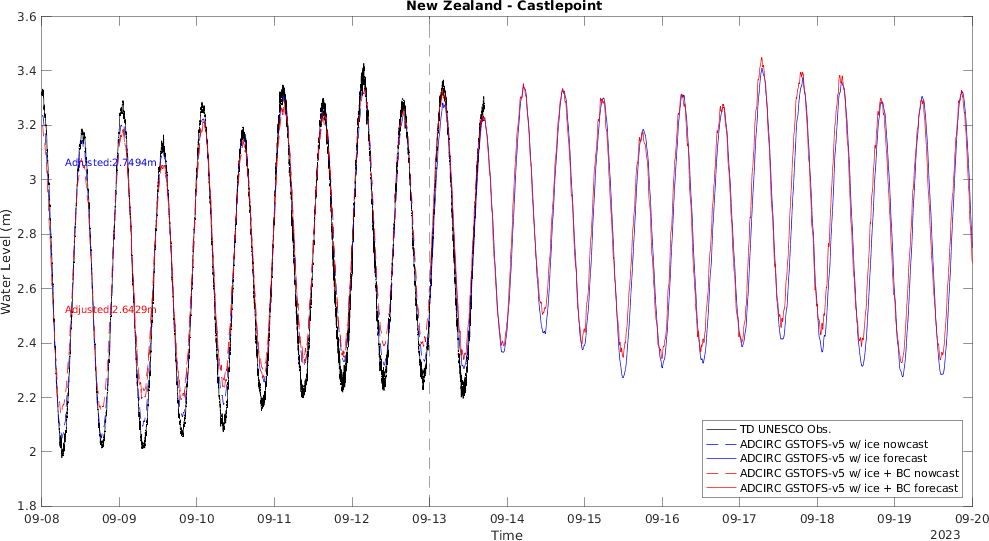 New Zealand - Castlepoint
3.6
3.4
3.2
3
2.8
2.6
2.4
2.2
2
1.8
Water Level (m)
Adjusted:2.7494m
Adjusted:2.6429m
TD UNESCO Obs.
ADCIRC GSTOFS-v5 w/ ice nowcast
ADCIRC GSTOFS-v5 w/ ice forecast
ADCIRC GSTOFS-v5 w/ ice + BC nowcast
ADCIRC GSTOFS-v5 w/ ice + BC forecast
09-08 09-09 09-10 09-11 09-12 09-13 09-14 09-15 09-16 09-17 09-18 09-19 09-20
Time
2023